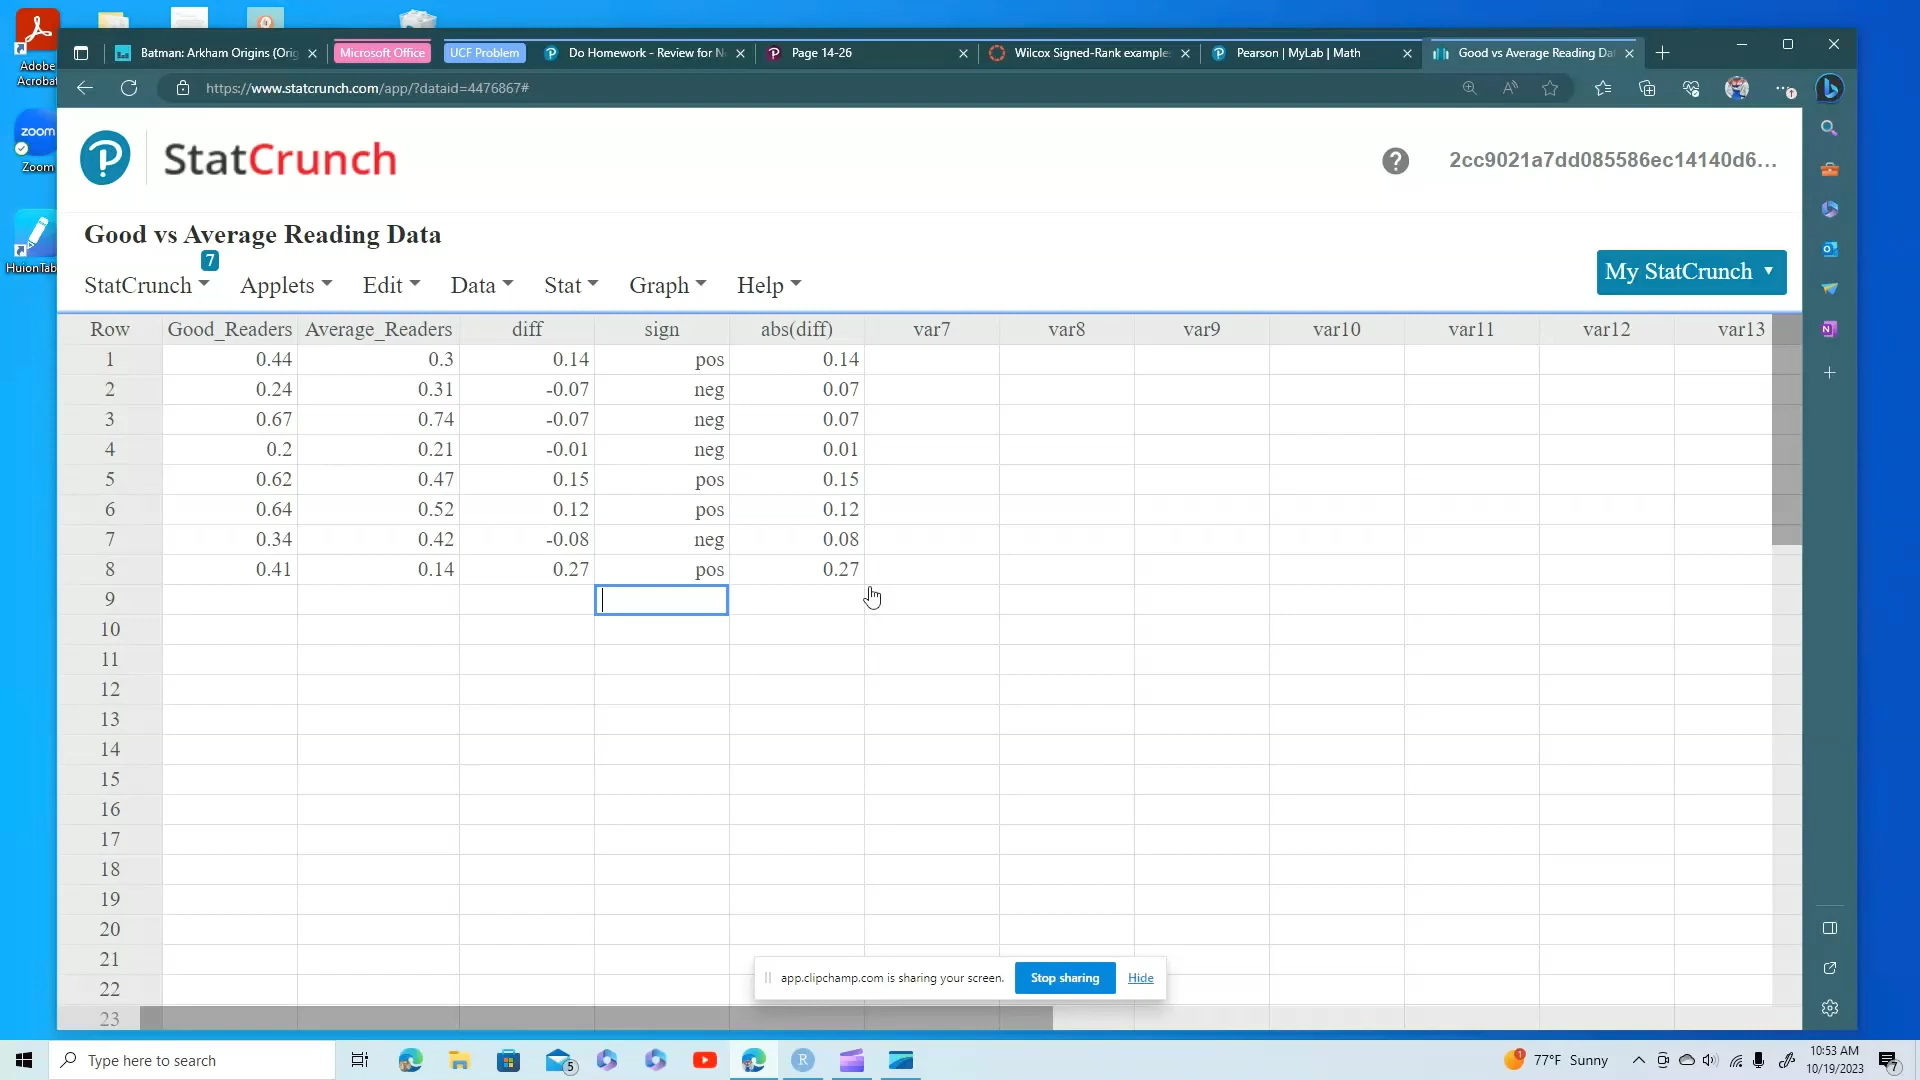 Adobe
Acrobat
zoom
Zoom
HuionTab
Batman: Arkham Origins (Orig
Microsoft Office
UCF Problem
Do Homework - Review for N
Page 14-26
Wilcox Signed-Rank example
Pearson | MyLab | Math
Good vs Average Reading Da
https://www.statcrunch.com/app/?dataid=4476867#
StatCrunch
2cc9021a7dd085586ec14140d6...
Good vs Average Reading Data
7
StatCrunch Applets Edit Data Stat Graph Help
My StatCrunch
Row Good_Readers Average_Readers diff sign abs(diff) var7 var8 var9 var10 var11 var12 var13
1 0.44 0.3 0.14 pos 0.14
2 0.24 0.31 -0.07 neg 0.07
3 0.67 0.74 -0.07 neg 0.07
4 0.2 0.21 -0.01 neg 0.01
5 0.62 0.47 0.15 pos 0.15
6 0.64 0.52 0.12 pos 0.12
7 0.34 0.42 -0.08 neg 0.08
8 0.41 0.14 0.27 pos 0.27
9
10
11
12
13
14
15
16
17
18
19
20
21
22
23
app.clipchamp.com is sharing your screen. Stop sharing Hide
Type here to search
5
R
1
77°F Sunny
10:53 AM
10/19/2023
7